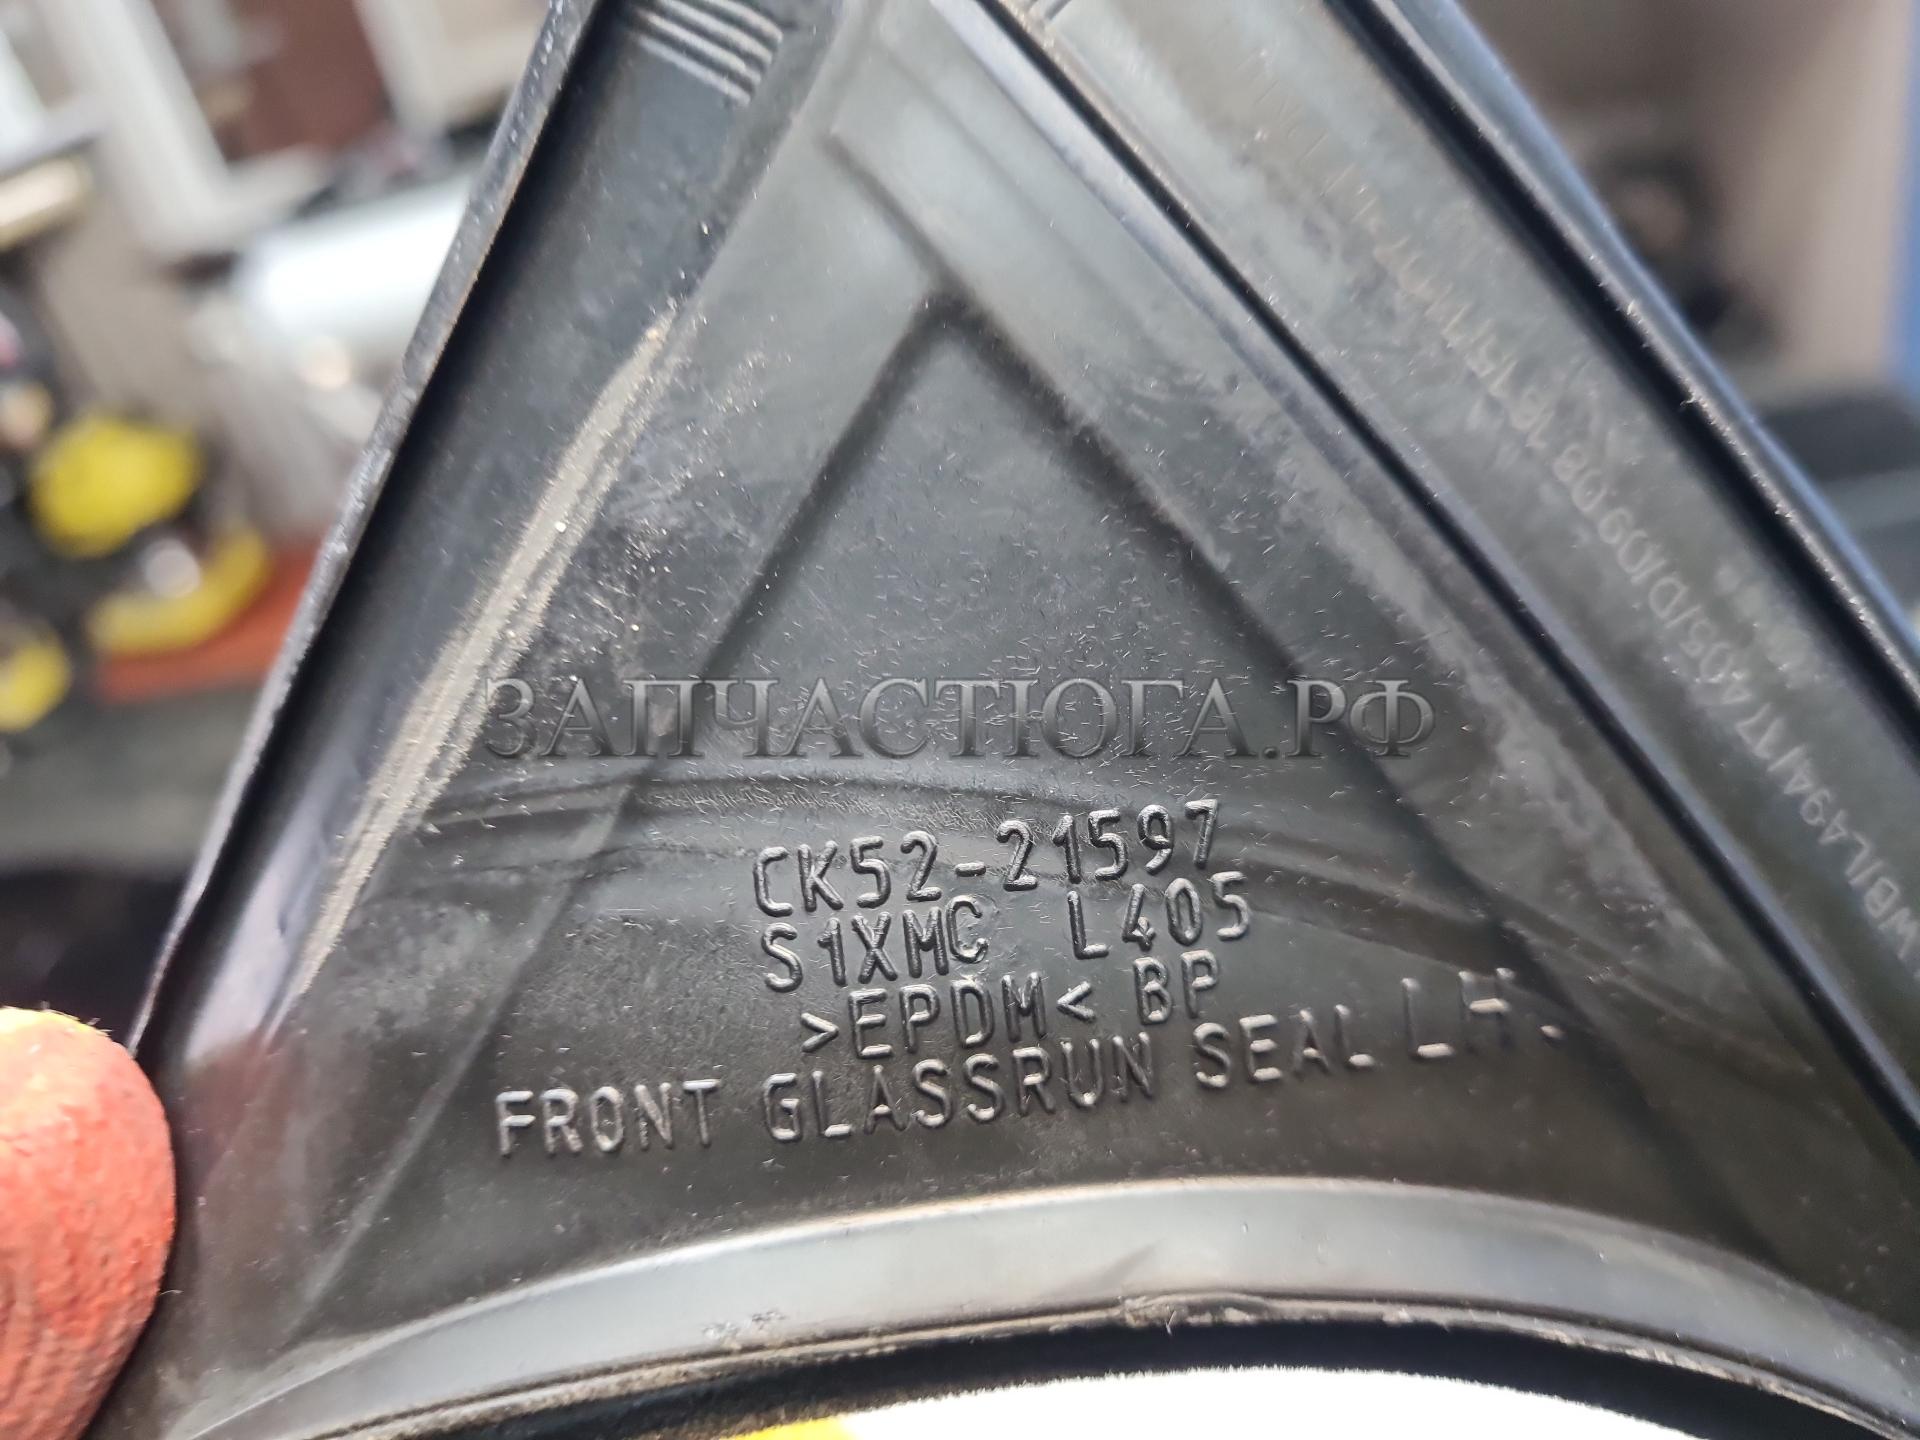 ЗАПЧАСТЮГА.РФ
CK52-21597
S1XMC L405
>EPDM< BP
FRONT GLASSRUN SEAL LH.